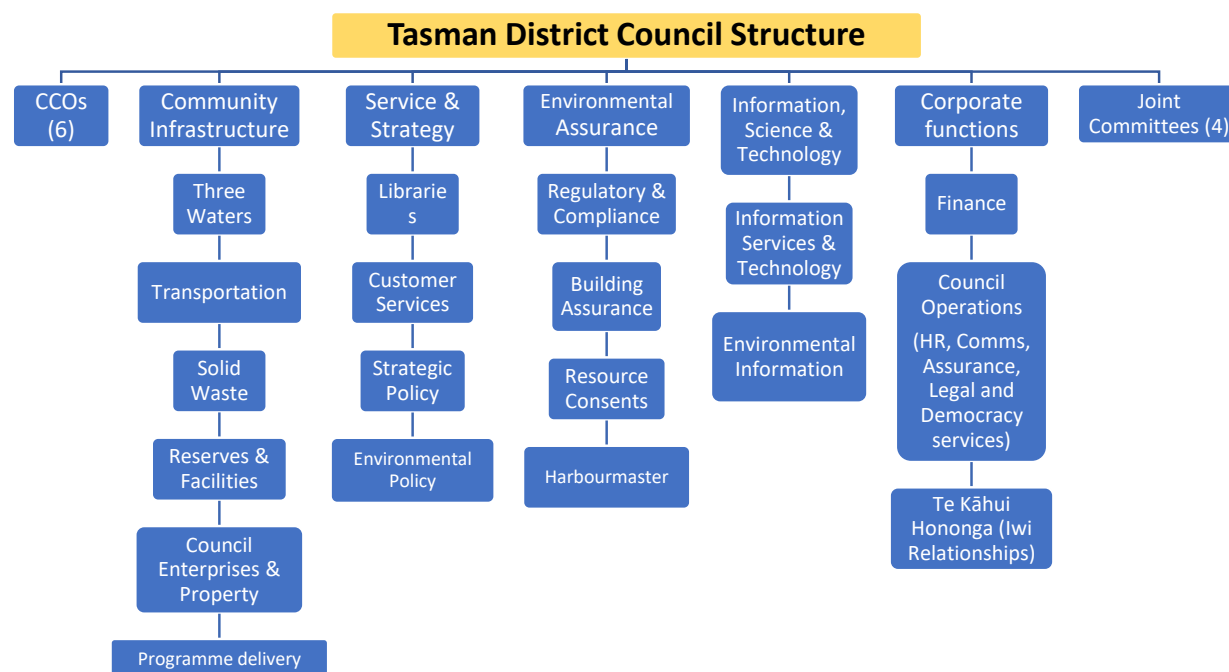 Tasman District Council Structure
CCOs
(6)
Community
Infrastructure
Three
Waters
Transportation
Solid
Waste
Reserves &
Facilities
Council
Enterprises &
Property
Programme delivery
Service &
Strategy
Librarie
s
Customer
Services
Strategic
Policy
Environmental
Policy
Environmental
Assurance
Regulatory &
Compliance
Building
Assurance
Resource
Consents
Harbourmaster
Information,
Science &
Technology
Information
Services &
Technology
Environmental
Information
Corporate
functions
Finance
Council
Operations
(HR, Comms,
Assurance,
Legal and
Democracy
services)
Te Kāhui
Hononga (Iwi
Relationships)
Joint
Committees (4)